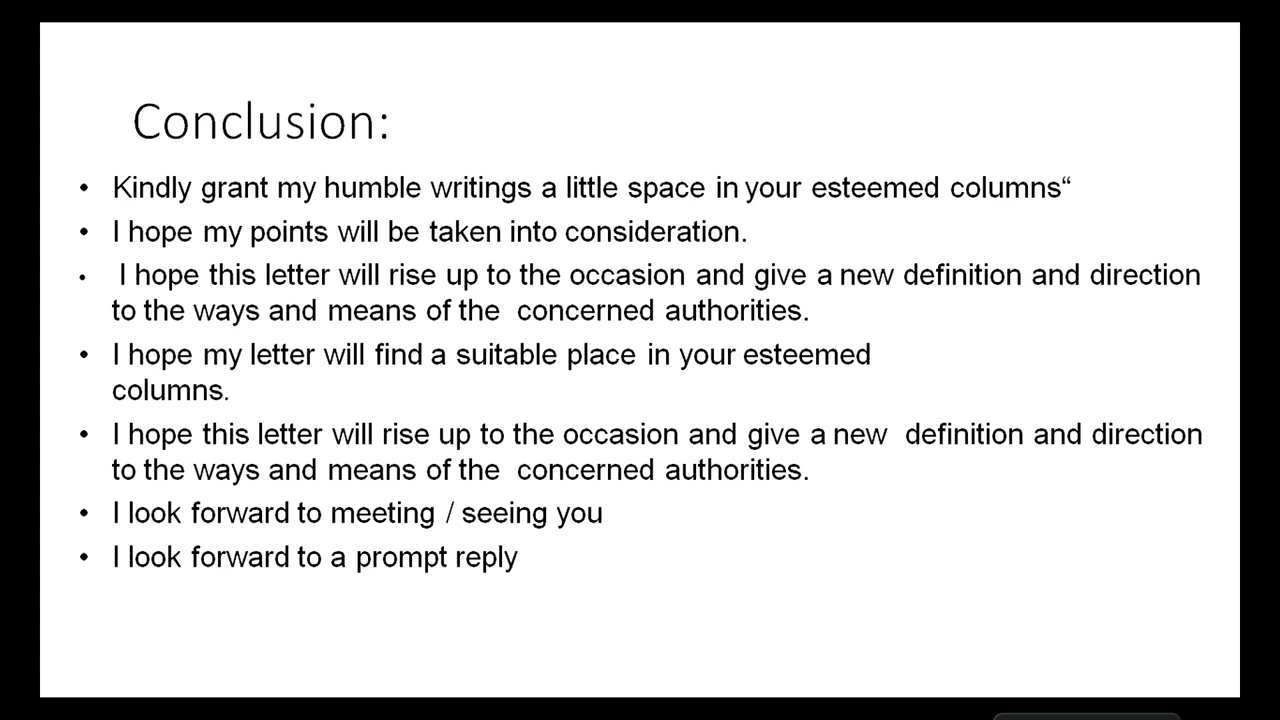 Conclusion:
• Kindly grant my humble writings a little space in your esteemed columns“
• I hope my points will be taken into consideration.
• I hope this letter will rise up to the occasion and give a new definition and direction
to the ways and means of the concerned authorities.
• I hope my letter will find a suitable place in your esteemed
columns.
• I hope this letter will rise up to the occasion and give a new definition and direction
to the ways and means of the concerned authorities.
• I look forward to meeting / seeing you
• I look forward to a prompt reply